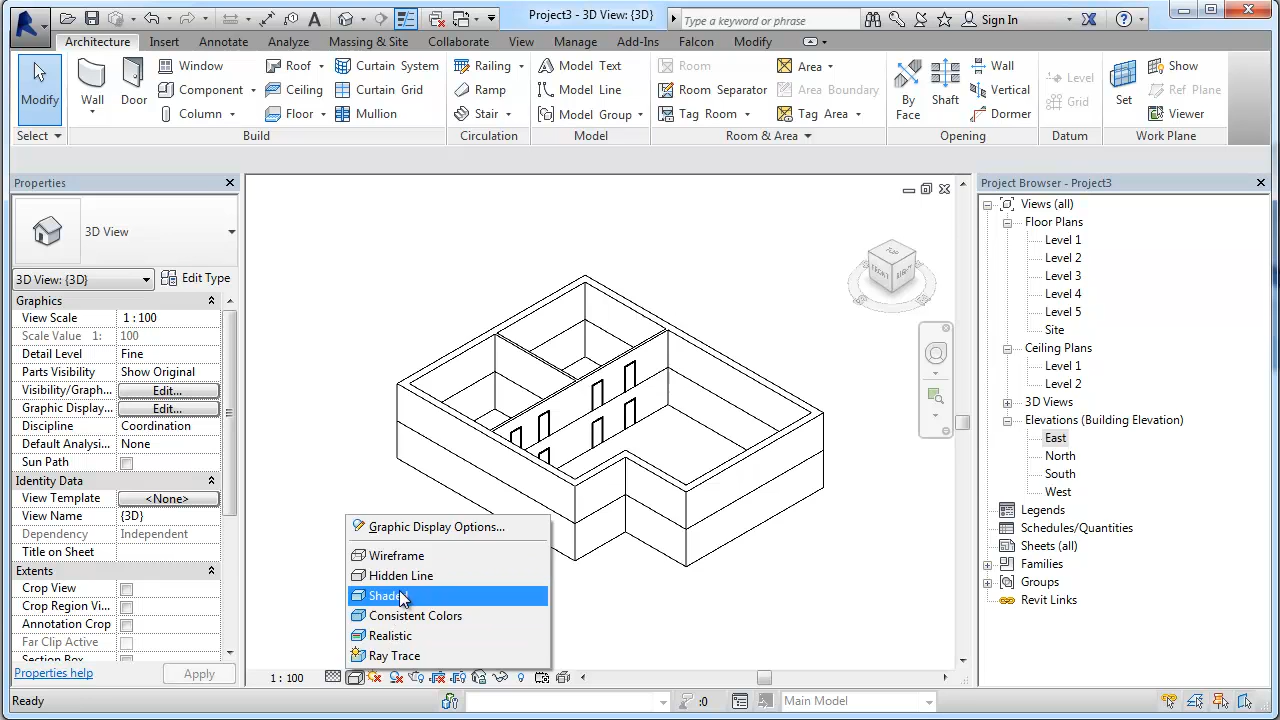 Project3 - 3D View: {3D}
Type a keyword or phrase
Sign In
Architecture
Insert
Annotate
Analyze
Massing & Site
Collaborate
View
Manage
Add-Ins
Falcon
Modify
Modify
Wall
Door
Window
Component
Column
Roof
Ceiling
Floor
Curtain System
Curtain Grid
Mullion
Railing
Ramp
Stair
Model Text
Model Line
Model Group
Room
Room Separator
Tag Room
Area
Area Boundary
Tag Area
By
Face
Shaft
Wall
Vertical
Dormer
Level
Grid
Set
Show
Ref Plane
Viewer
Select
Build
Circulation
Model
Room & Area
Opening
Datum
Work Plane
Properties
3D View
3D View: {3D}
Edit Type
Graphics
View Scale 1 : 100
Scale Value 1: 100
Detail Level Fine
Parts Visibility Show Original
Visibility/Graph... Edit...
Graphic Display... Edit...
Discipline Coordination
Default Analysi... None
Sun Path
Identity Data
View Template <None>
View Name {3D}
Dependency Independent
Title on Sheet
Extents
Crop View
Crop Region Vi...
Annotation Crop
Far Clip Active
Section Box
Properties help
Apply
TOP
FRONT
RIGHT
Graphic Display Options...
Wireframe
Hidden Line
Shaded
Consistent Colors
Realistic
Ray Trace
1 : 100
Project Browser - Project3
Views (all)
Floor Plans
Level 1
Level 2
Level 3
Level 4
Level 5
Site
Ceiling Plans
Level 1
Level 2
3D Views
Elevations (Building Elevation)
East
North
South
West
Legends
Schedules/Quantities
Sheets (all)
Families
Groups
Revit Links
Ready
:0
Main Model